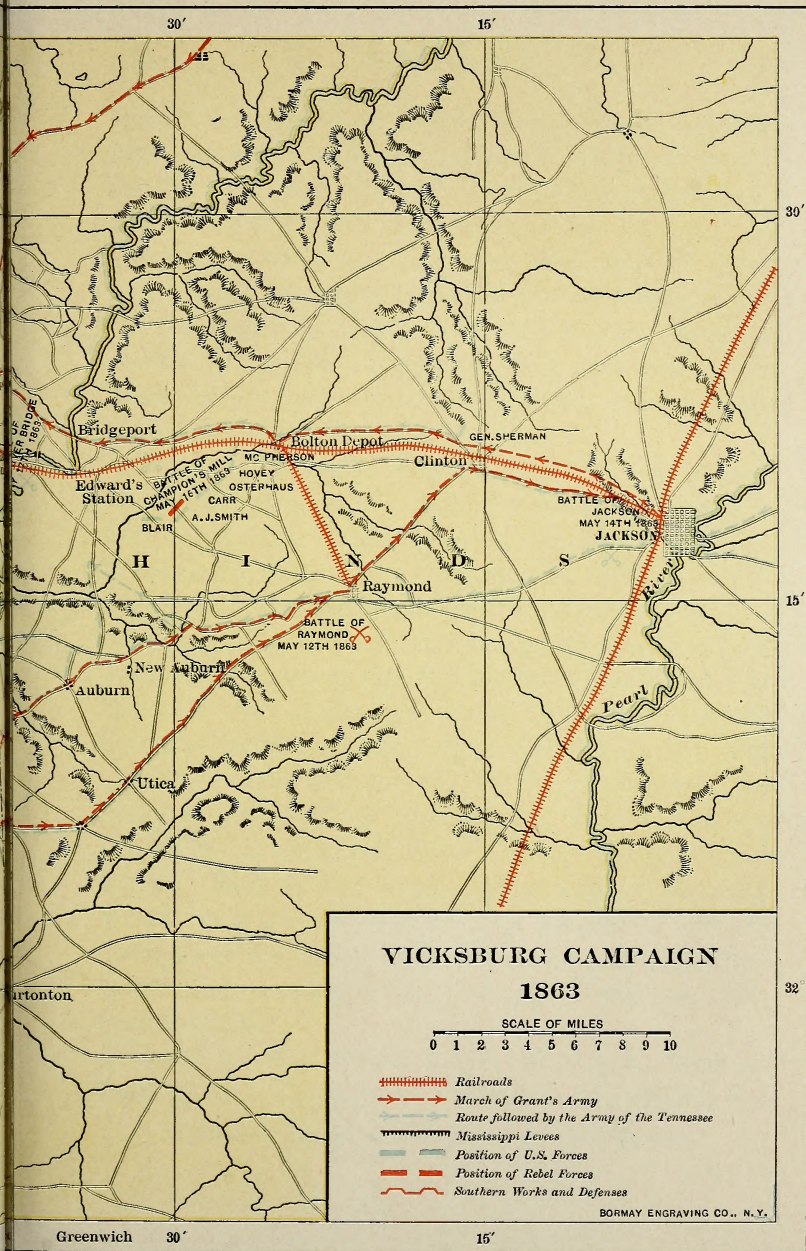 30′ 15′
30′
Bridgeport
Bolton Depot
GEN. SHERMAN
MC PHERSON
Clinton
BRIDGE
1863
Edward's
Station
BATTLE OF
CHAMPION'S MILL
MAY 16TH 1863
HOVEY
OSTERHAUS
CARR
A.J.SMITH
BLAIR
BATTLE OF
JACKSON
MAY 14TH 1863
JACKSON
H I N D S
Raymond
River
15′
BATTLE OF
RAYMOND
MAY 12TH 1863
New Auburn
Auburn
Pearl
Utica
VICKSBURG CAMPAIGN
1863
32
rtonton
SCALE OF MILES
0 1 2 3 4 5 6 7 8 9 10
Railroads
March of Grant's Army
Route followed by the Army of the Tennessee
Mississippi Levees
Position of U.S. Forces
Position of Rebel Forces
Southern Works and Defenses
BORMAY ENGRAVING CO., N.Y.
Greenwich 30′ 15′